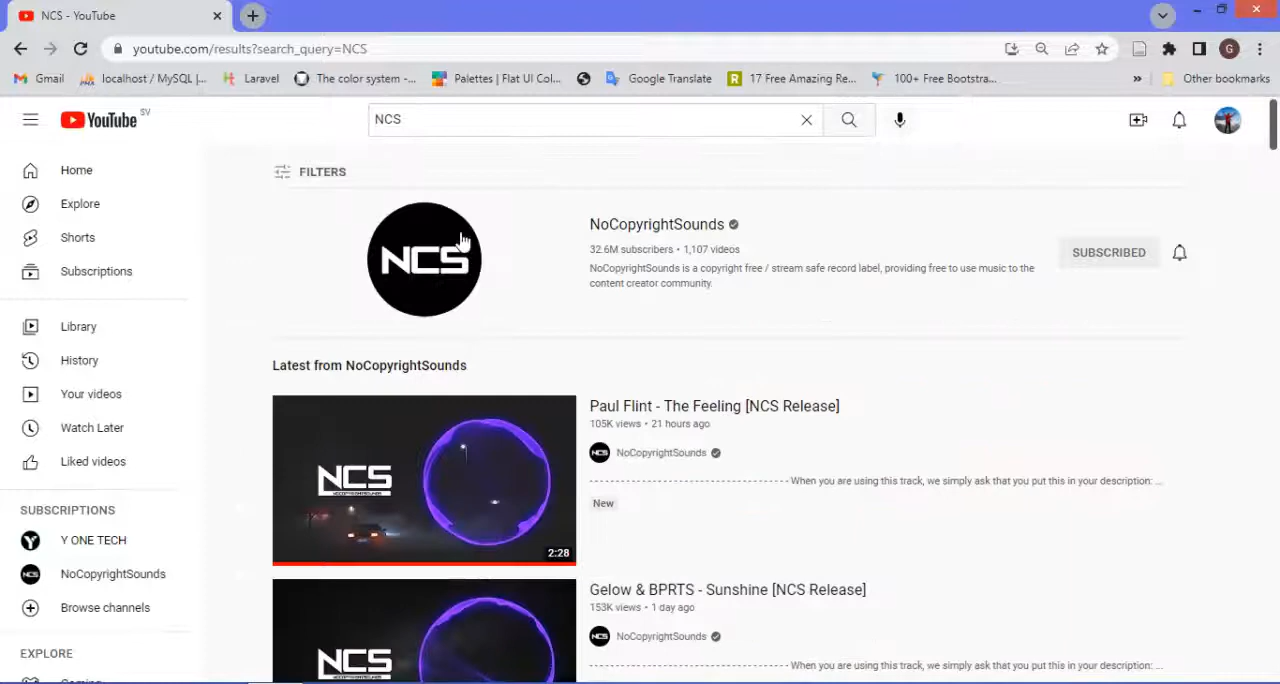 NCS - YouTube
youtube.com/results?search_query=NCS
G
Gmail
localhost / MySQL |...
Laravel
The color system -...
Palettes | Flat UI Col...
Google Translate
R
17 Free Amazing Re...
100+ Free Bootstra...
»
Other bookmarks
YouTube SV
NCS
Home
Explore
Shorts
Subscriptions
Library
History
Your videos
Watch Later
Liked videos
SUBSCRIPTIONS
Y ONE TECH
NoCopyrightSounds
Browse channels
EXPLORE
FILTERS
NCS
NoCopyrightSounds
32.6M subscribers • 1,107 videos
NoCopyrightSounds is a copyright free / stream safe record label, providing free to use music to the
content creator community.
SUBSCRIBED
Latest from NoCopyrightSounds
NCS
NOCOPYRIGHTSOUNDS
2:28
Paul Flint - The Feeling [NCS Release]
105K views • 21 hours ago
NCS NoCopyrightSounds
---------------------------------------- When you are using this track, we simply ask that you put this in your description: ...
New
NCS
Gelow & BPRTS - Sunshine [NCS Release]
153K views • 1 day ago
NCS NoCopyrightSounds
---------------------------------------- When you are using this track, we simply ask that you put this in your description: ...